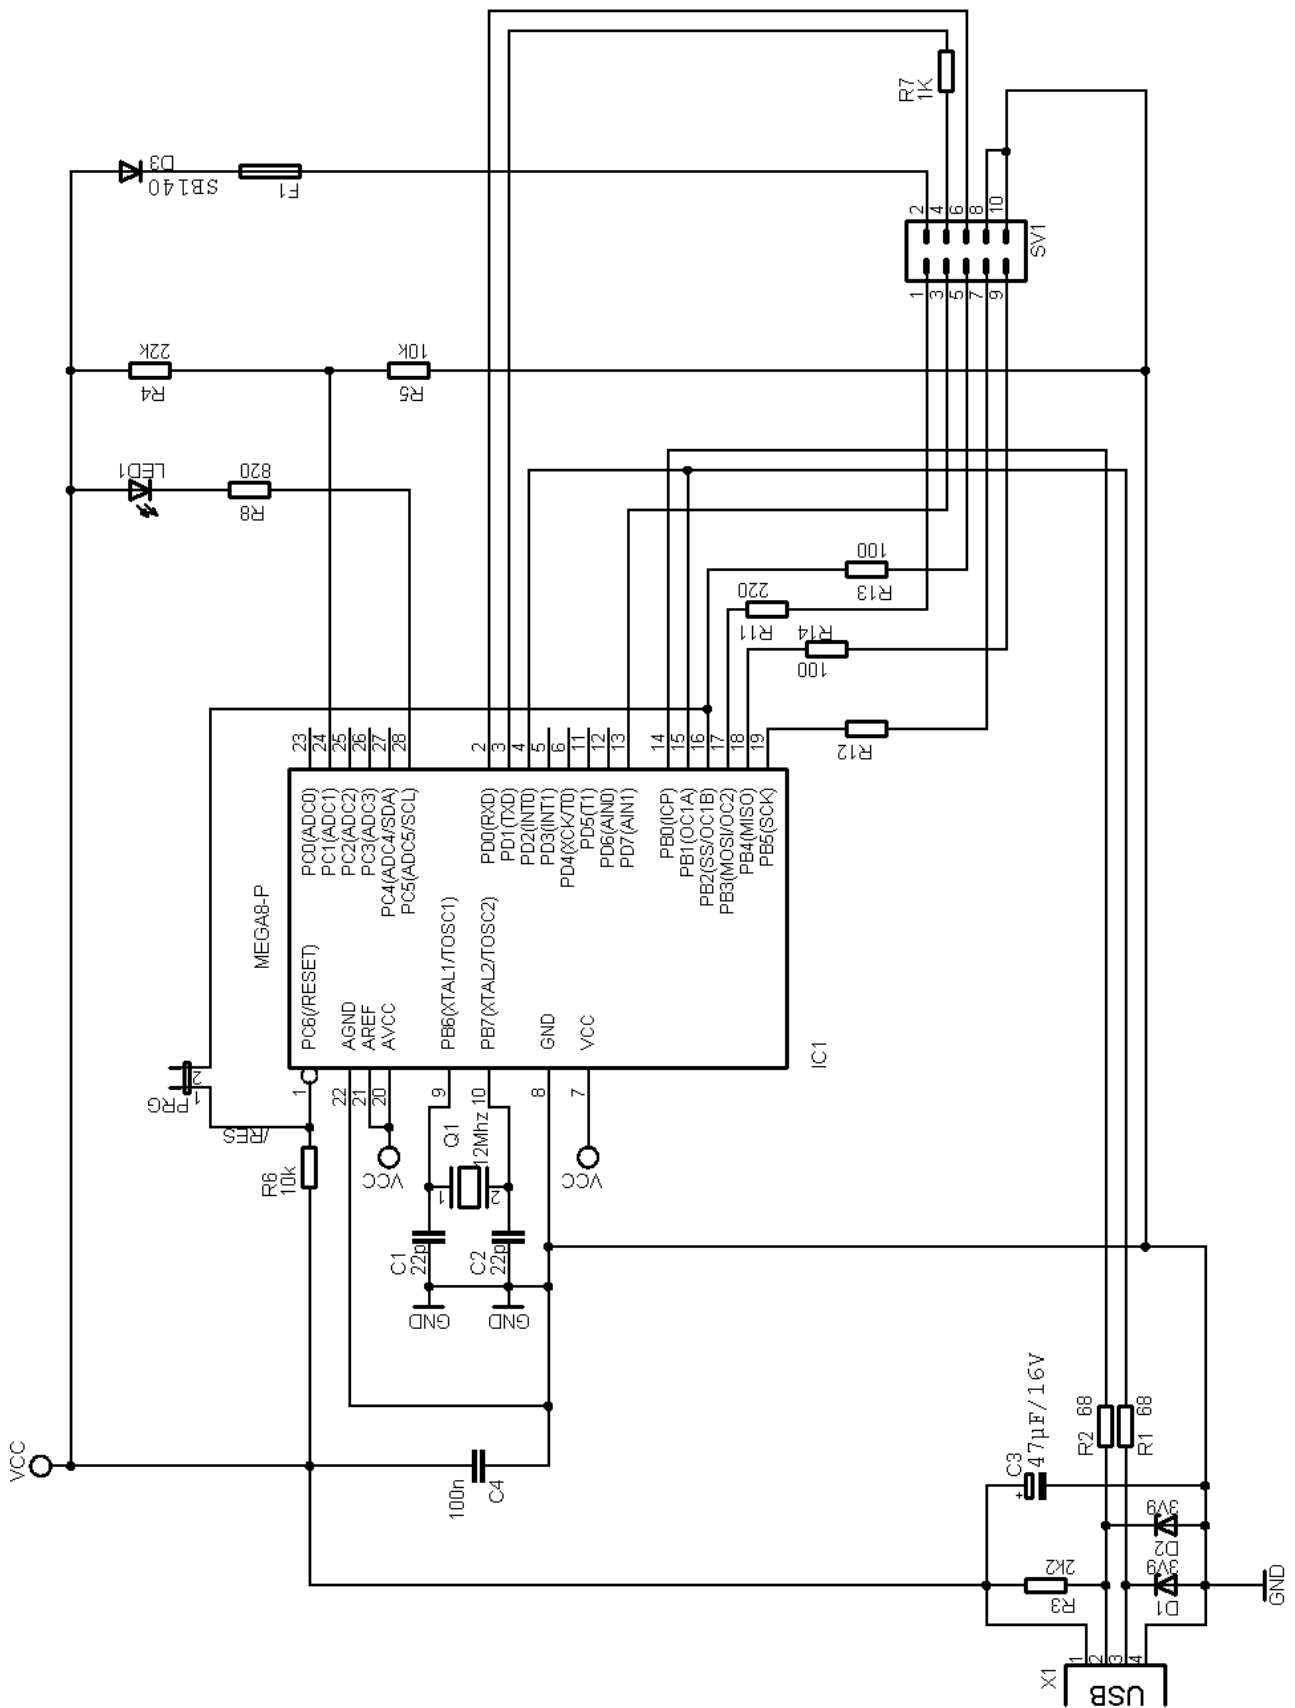 R7
1K
D3
SB140
F1
2
4
6
8
10
SV1
1
3
5
7
9
22k
R4
10k
R5
LED1
820
R8
100
R13
220
R11
R14
100
R12
23
24
25
26
27
28
2
3
4
5
6
11
12
13
14
15
16
17
18
19
MEGA8-P
PC0(ADC0)
PC1(ADC1)
PC2(ADC2)
PC3(ADC3)
PC4(ADC4/SDA)
PC5(ADC5/SCL)
PD0(RXD)
PD1(TXD)
PD2(INT0)
PD3(INT1)
PD4(XCK/T0)
PD5(T1)
PD6(AIN0)
PD7(AIN1)
PB0(ICP)
PB1(OC1A)
PB2(SS/OC1B)
PB3(MOSI/OC2)
PB4(MISO)
PB5(SCK)
PC6(/RESET)
AGND
AREF
AVCC
PB6(XTAL1/TOSC1)
PB7(XTAL2/TOSC2)
GND
VCC
IC1
1
22
21
20
9
10
8
7
1
2
PRG
/RES
R6
10k
VCC
Q1
12Mhz
1
2
VCC
C1
22p
C2
22p
GND
GND
VCC
100n
C4
C3
47µF/16V
R2
68
R1
68
2k2
R3
3V9
D2
3V9
D1
GND
X1
1
2
3
4
USB